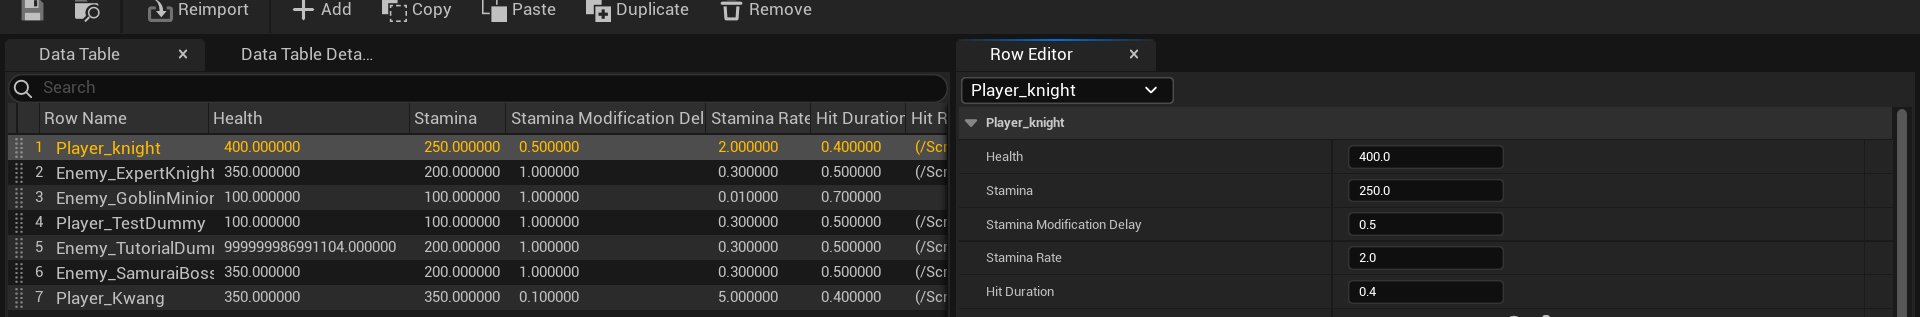 Reimport Add Copy Paste Duplicate Remove
Data Table Data Table Deta... Row Editor
Search
Player_knight
Row Name Health Stamina Stamina Modification Del Stamina Rate Hit Duration Hit R
1 Player_knight 400.000000 250.000000 0.500000 2.000000 0.400000 (/Scr
2 Enemy_ExpertKnight 350.000000 200.000000 1.000000 0.300000 0.500000 (/Scr
3 Enemy_GoblinMinion 100.000000 100.000000 1.000000 0.010000 0.700000
4 Player_TestDummy 100.000000 100.000000 1.000000 0.300000 0.500000 (/Scr
5 Enemy_TutorialDum 999999986991104.000000 200.000000 1.000000 0.300000 0.500000 (/Scr
6 Enemy_SamuraiBoss 350.000000 200.000000 1.000000 0.300000 0.500000 (/Scr
7 Player_Kwang 350.000000 350.000000 0.100000 5.000000 0.400000 (/Scr
Player_knight
Health 400.0
Stamina 250.0
Stamina Modification Delay 0.5
Stamina Rate 2.0
Hit Duration 0.4